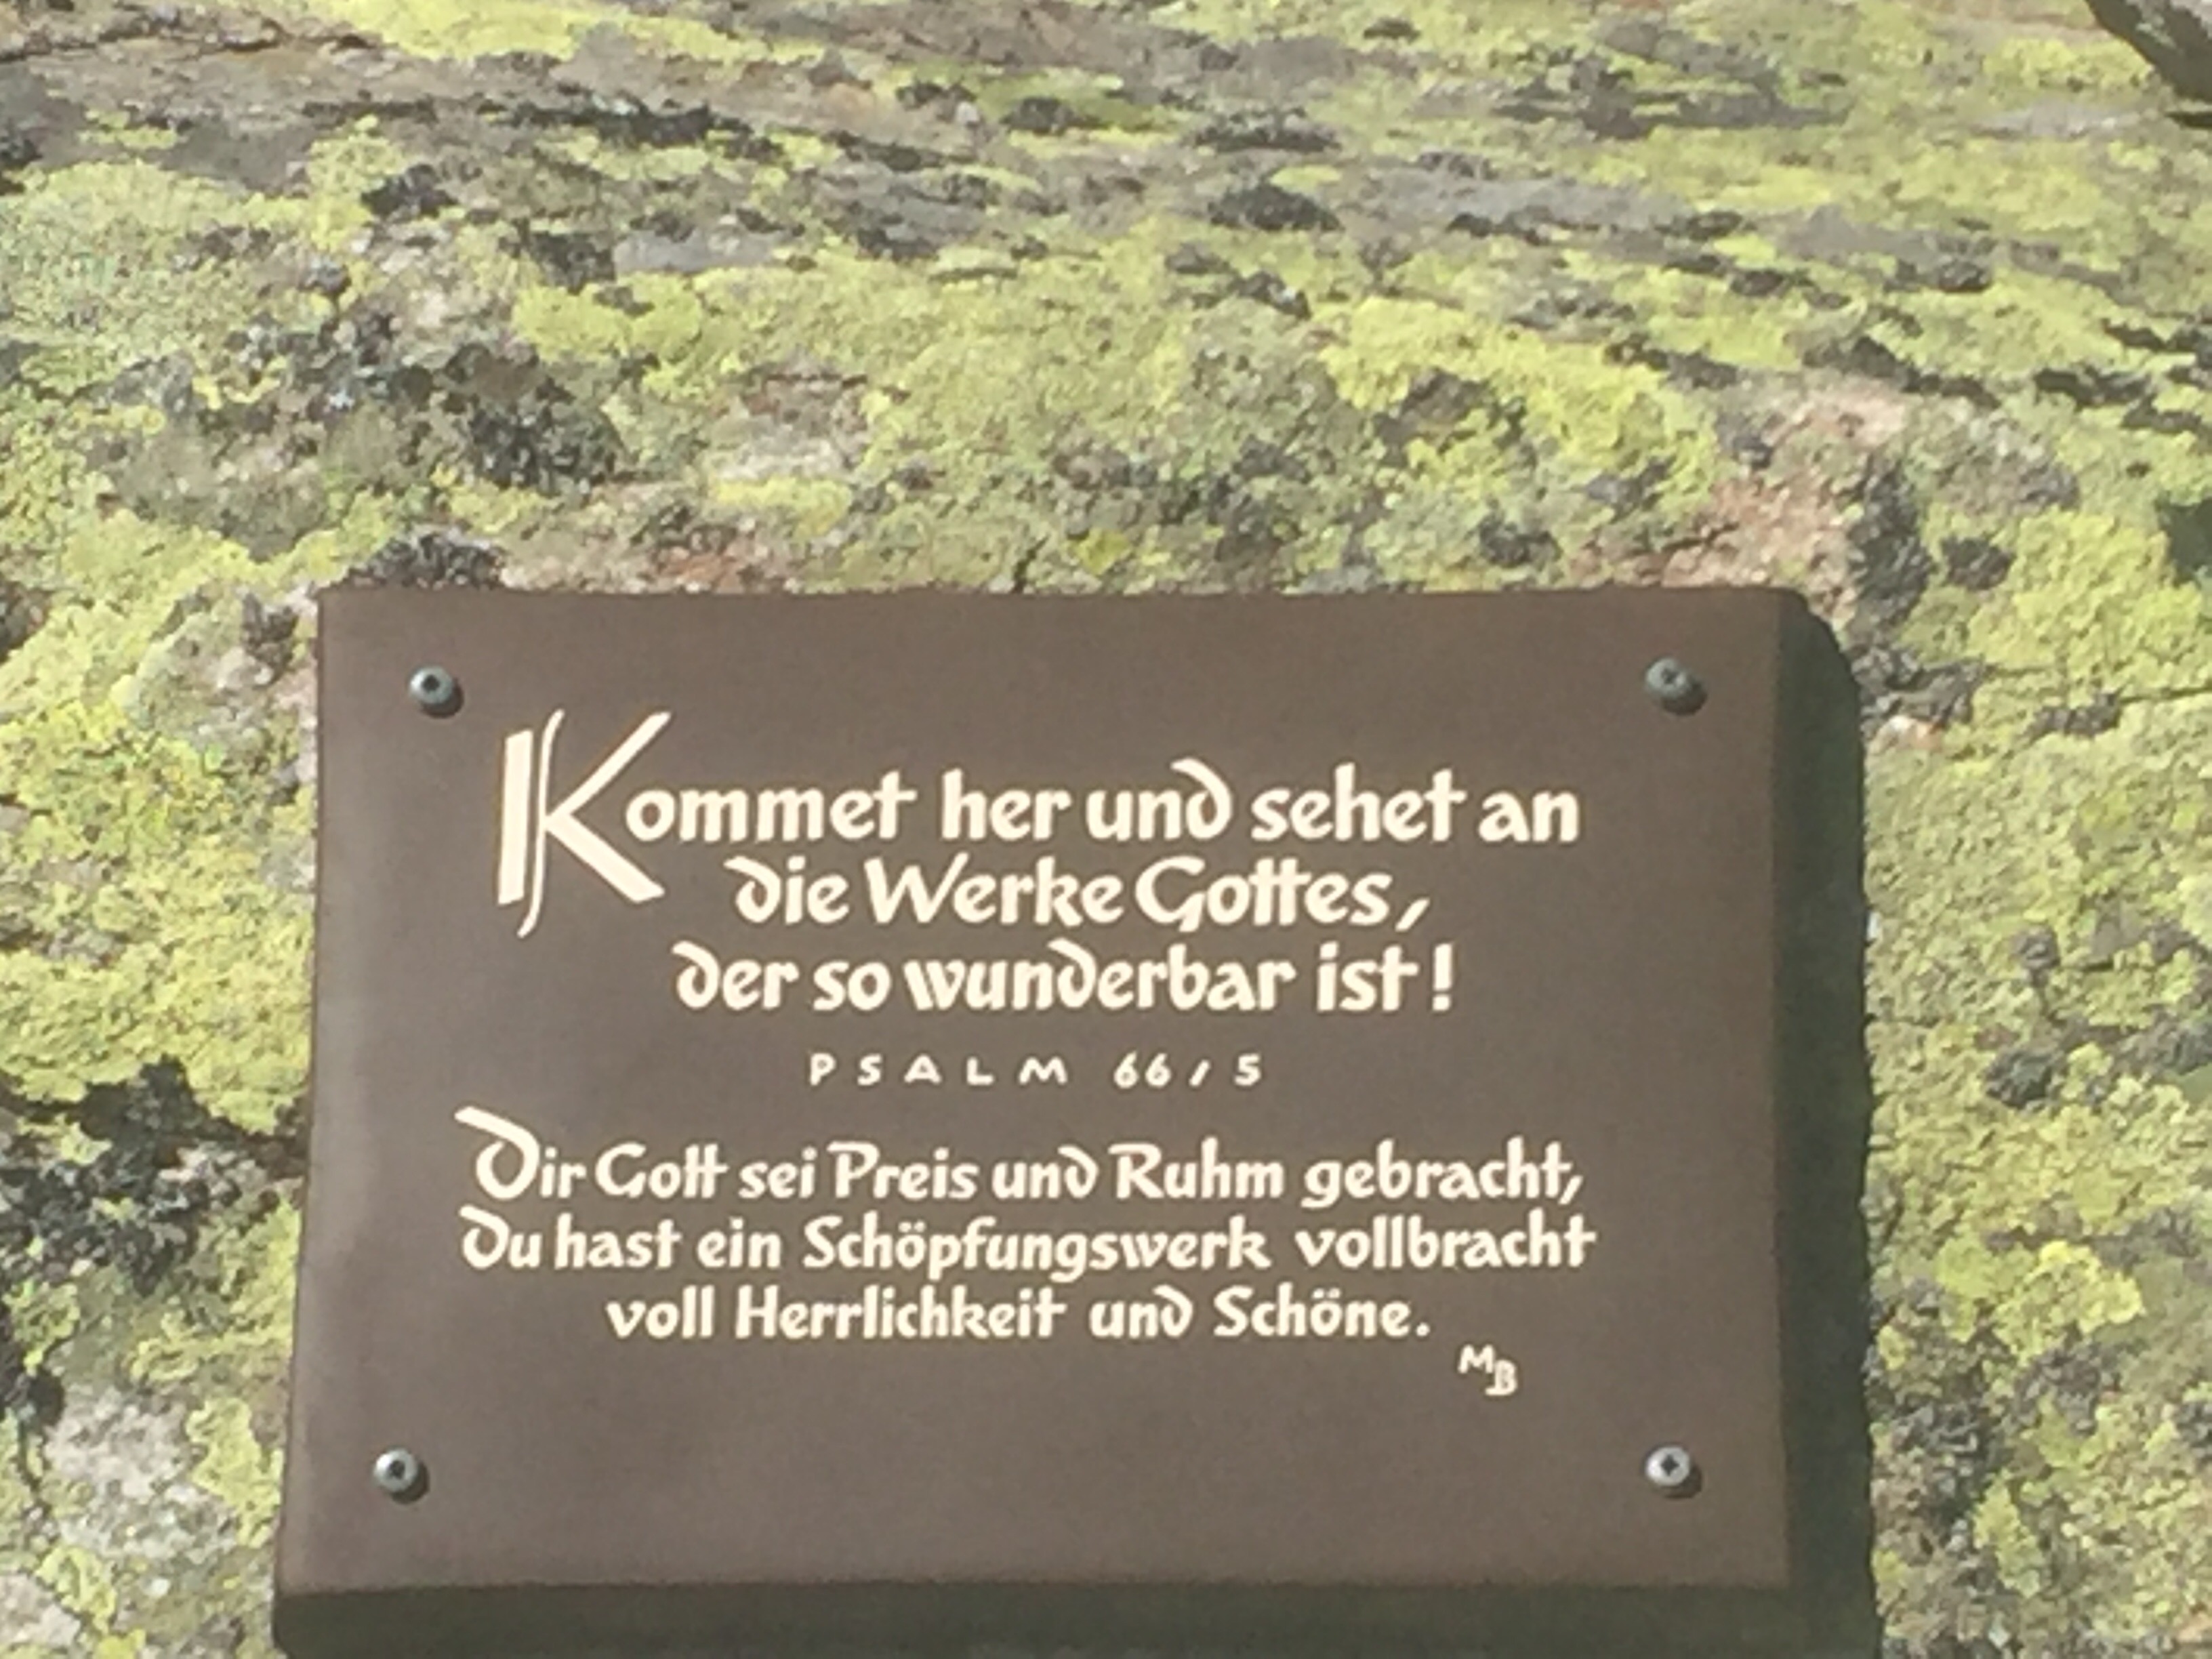 Kommet her und sehet an
die Werke Gottes,
der so wunderbar ist!
PSALM 66/5
Dir Gott sei Preis und Ruhm gebracht,
Du hast ein Schöpfungswerk vollbracht
voll Herrlichkeit und Schöne.
MB